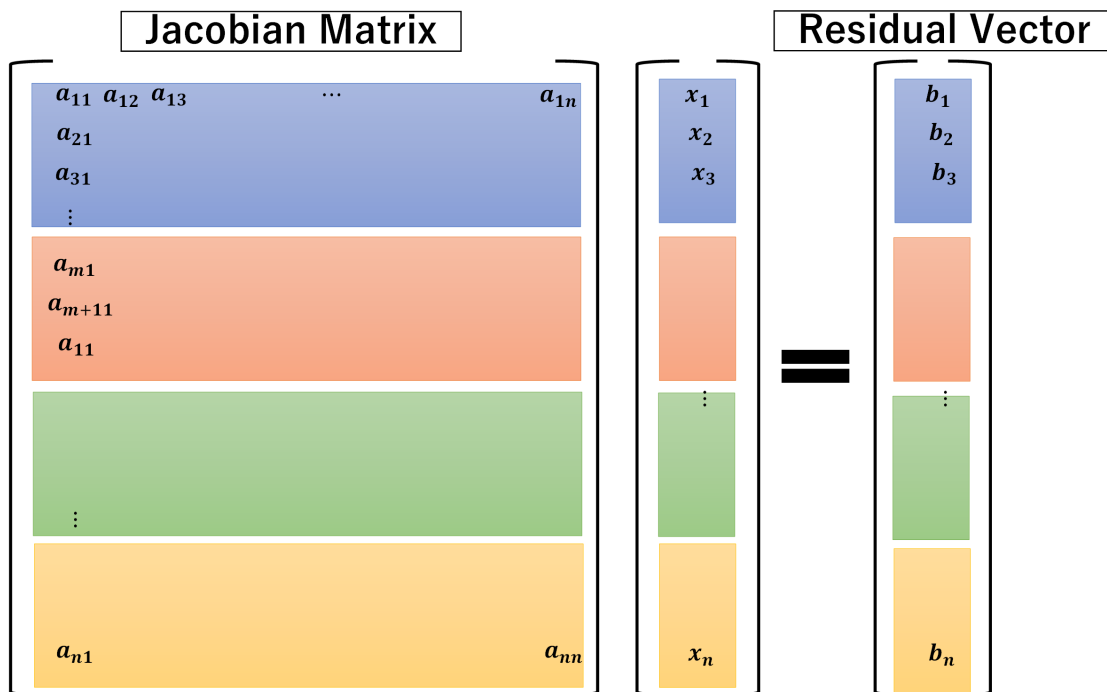 Jacobian Matrix
Residual Vector
a₁₁ a₁₂ a₁₃ ⋯ a₁ₙ
a₂₁
a₃₁
⋮
aₘ₁
aₘ₊₁₁
a₁₁
⋮
aₙ₁ aₙₙ
x₁
x₂
x₃
⋮
xₙ
=
b₁
b₂
b₃
⋮
bₙ